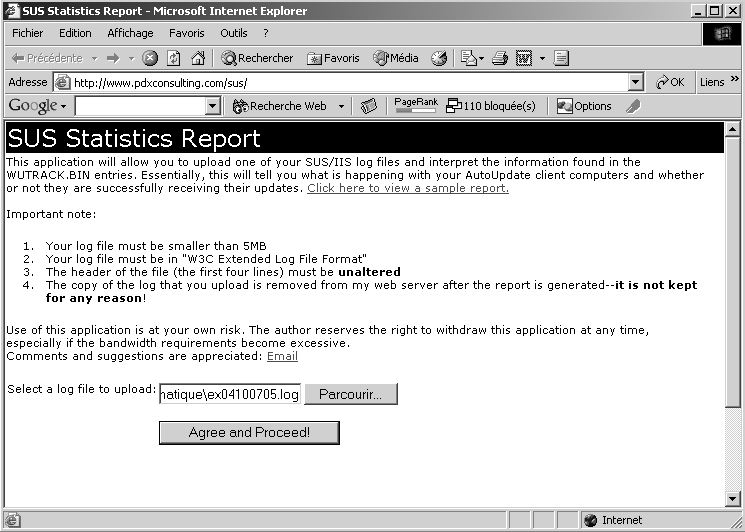 SUS Statistics Report - Microsoft Internet Explorer
Fichier Edition Affichage Favoris Outils ?
Précédente Rechercher Favoris Média
Adresse http://www.pdxconsulting.com/sus/ OK Liens »
Google Recherche Web PageRank 110 bloquée(s) Options
SUS Statistics Report
This application will allow you to upload one of your SUS/IIS log files and interpret the information found in the
WUTRACK.BIN entries. Essentially, this will tell you what is happening with your AutoUpdate client computers and whether
or not they are successfully receiving their updates. Click here to view a sample report.
Important note:
1. Your log file must be smaller than 5MB
2. Your log file must be in "W3C Extended Log File Format"
3. The header of the file (the first four lines) must be unaltered
4. The copy of the log that you upload is removed from my web server after the report is generated--it is not kept
for any reason!
Use of this application is at your own risk. The author reserves the right to withdraw this application at any time,
especially if the bandwidth requirements become excessive.
Comments and suggestions are appreciated: Email
Select a log file to upload: natique\ex04100705.log Parcourir...
Agree and Proceed!
Internet